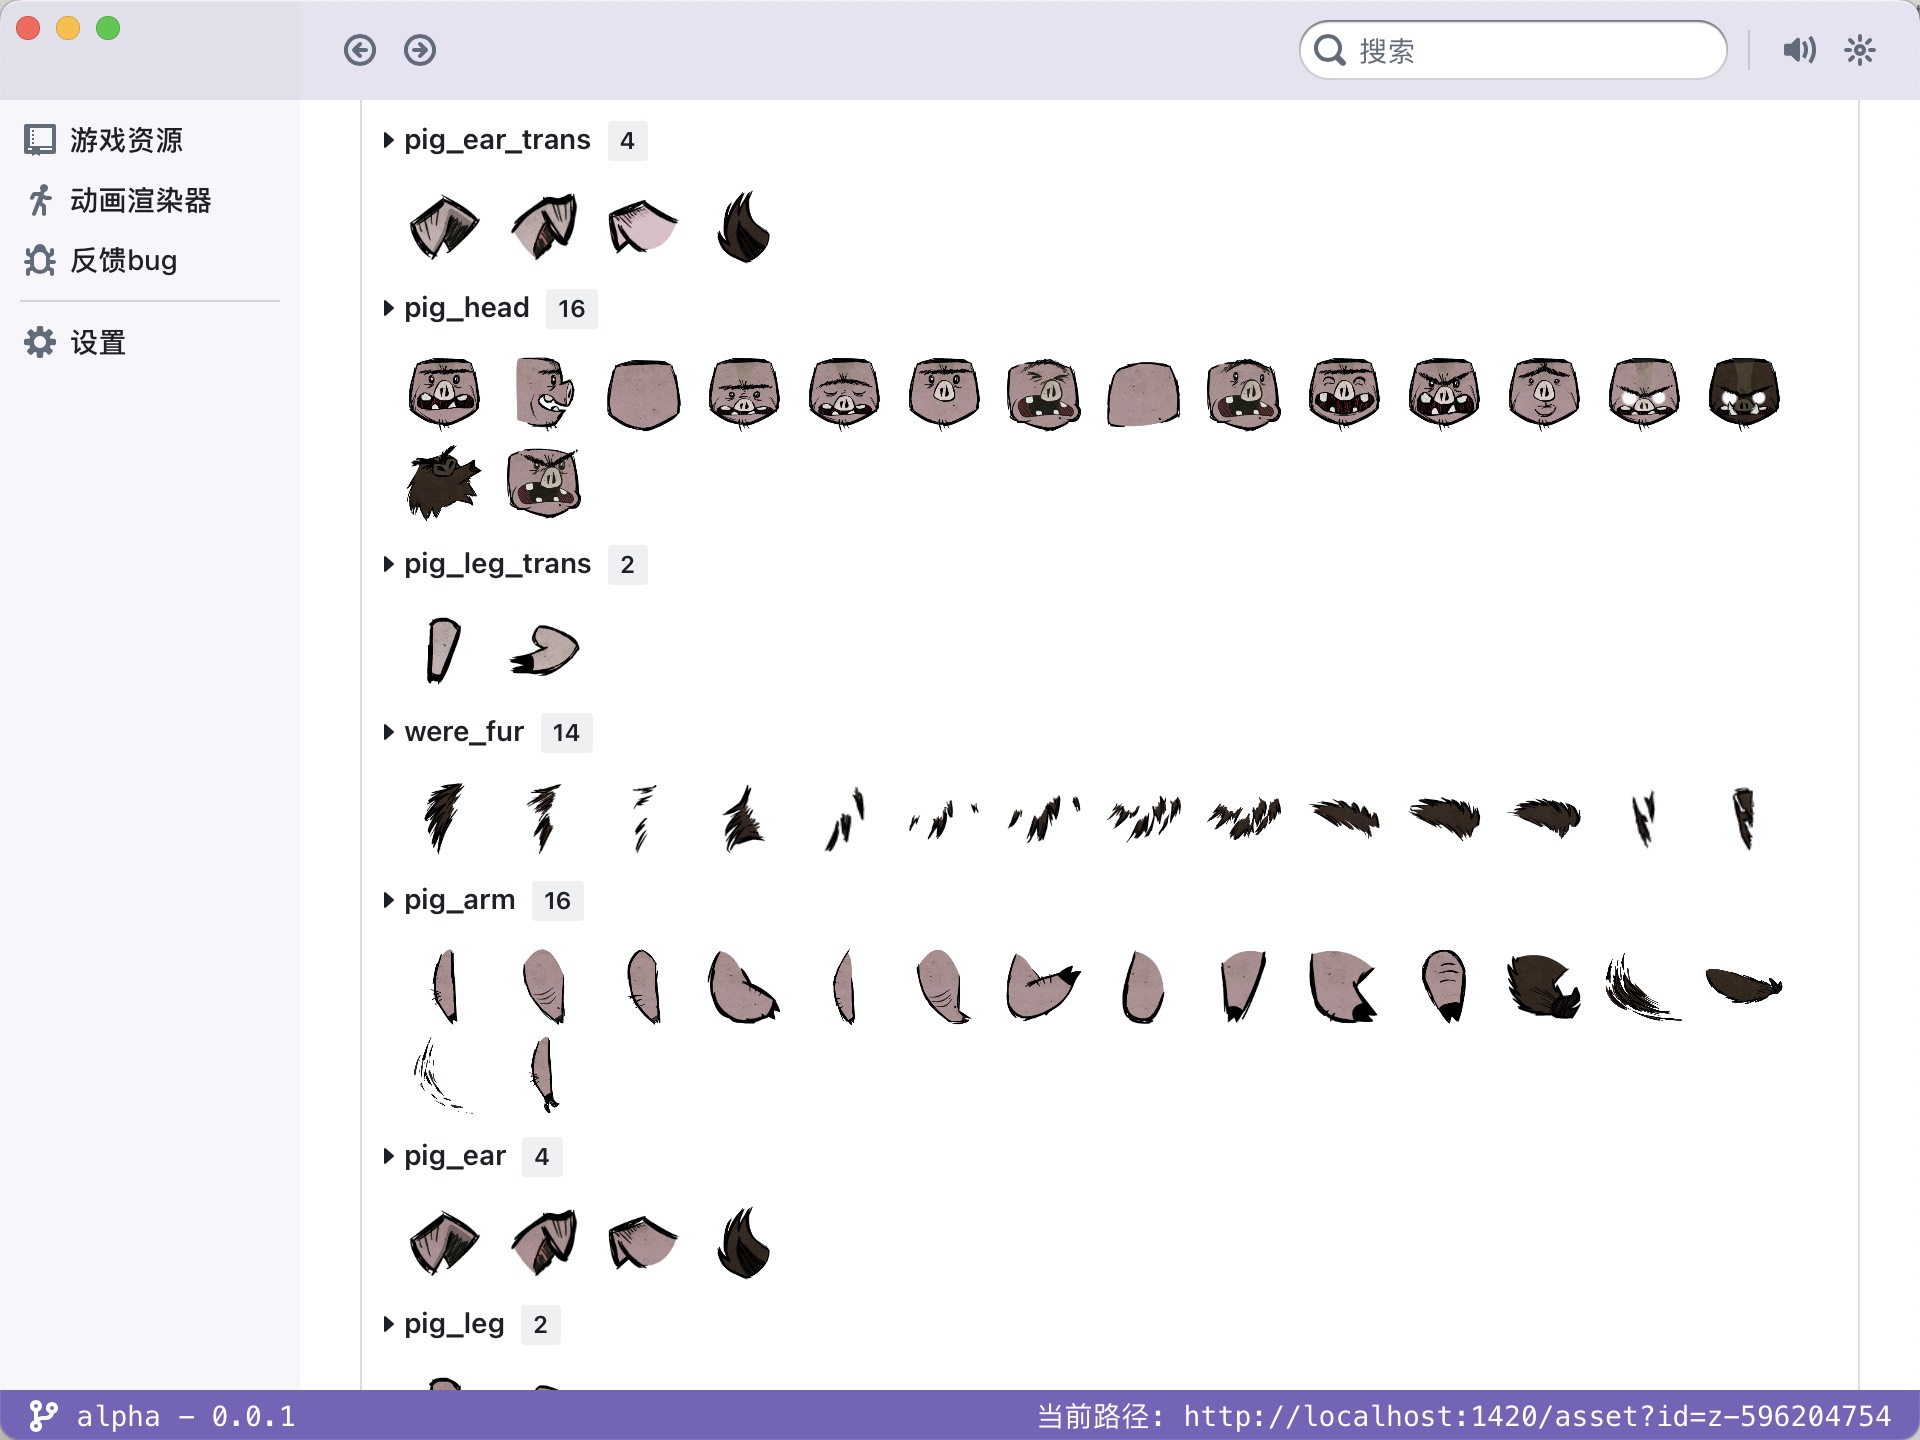 搜索
游戏资源
动画渲染器
反馈bug
设置
pig_ear_trans 4
pig_head 16
pig_leg_trans 2
were_fur 14
pig_arm 16
pig_ear 4
pig_leg 2
alpha – 0.0.1
当前路径: http://localhost:1420/asset?id=z-596204754